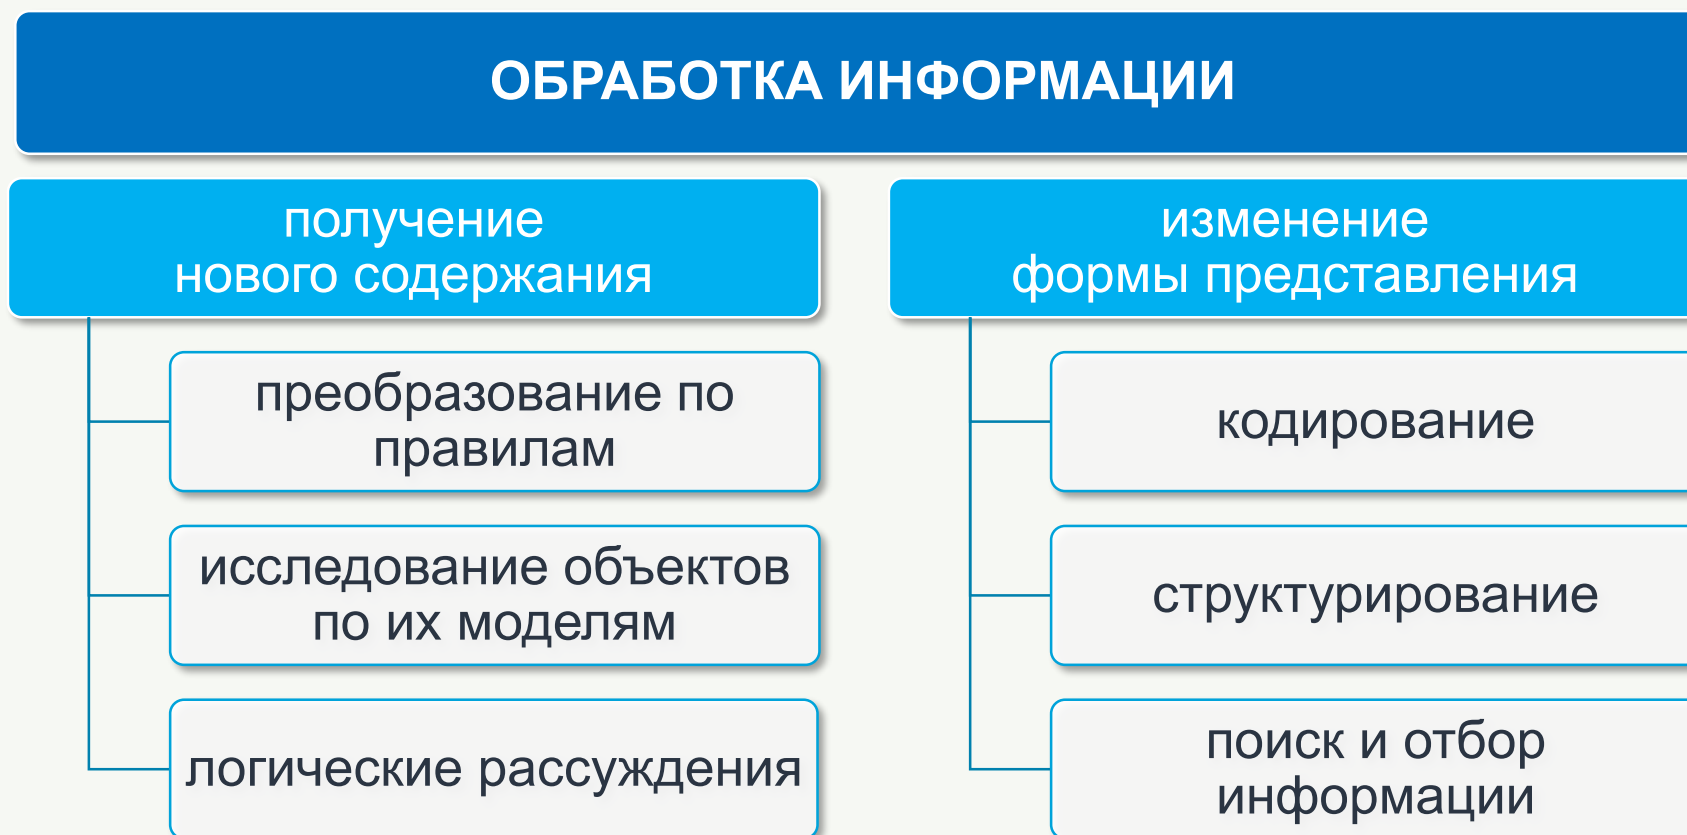 ОБРАБОТКА ИНФОРМАЦИИ
получение
нового содержания
преобразование по
правилам
исследование объектов
по их моделям
логические рассуждения
изменение
формы представления
кодирование
структурирование
поиск и отбор
информации